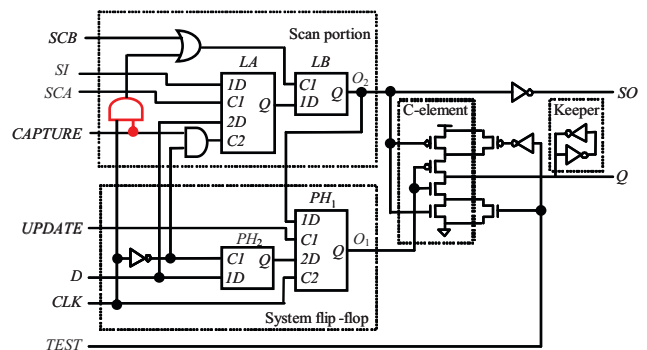 SCB
Scan portion
SI
LA
LB
SCA
1D
C1
2D
C2
Q
C1
1D
Q
O₂
SO
C-element
Keeper
CAPTURE
Q
PH₁
UPDATE
1D
C1
2D
C2
Q
O₁
PH₂
C1
1D
Q
D
CLK
System flip -flop
TEST